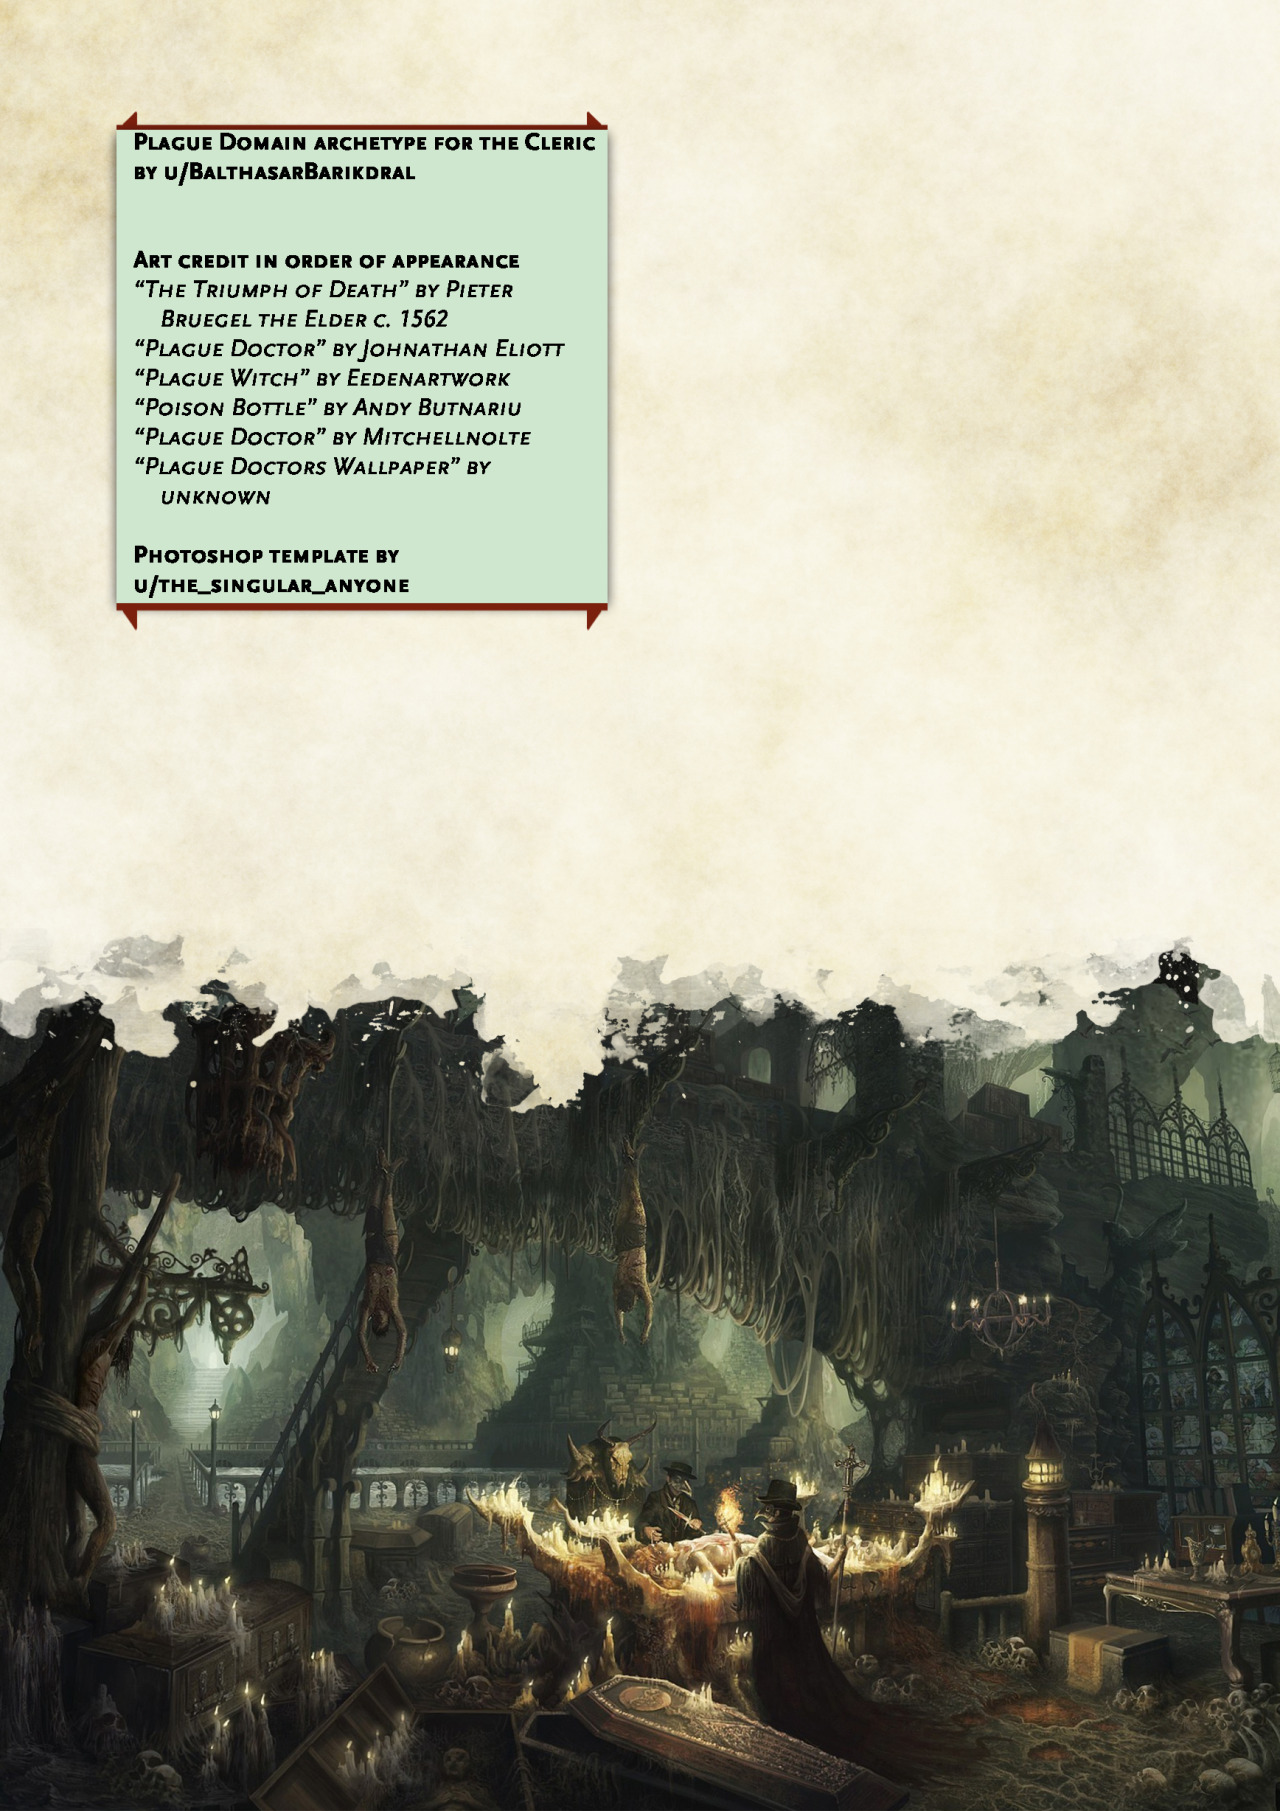 Plague Domain archetype for the Cleric
by u/BalthasarBarikdral
Art credit in order of appearance
“The Triumph of Death” by Pieter
Bruegel the Elder c. 1562
“Plague Doctor” by Johnathan Eliott
“Plague Witch” by Eedenartwork
“Poison Bottle” by Andy Butnariu
“Plague Doctor” by Mitchellnolte
“Plague Doctors Wallpaper” by
unknown
Photoshop template by
u/the_singular_anyone